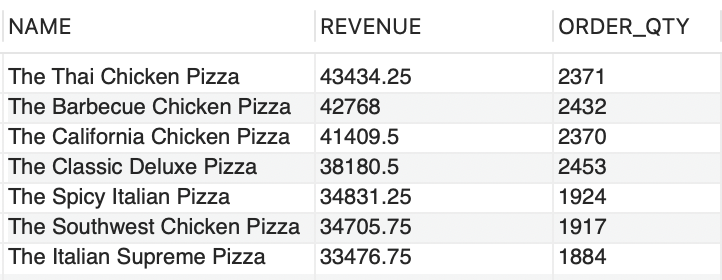 NAME REVENUE ORDER_QTY
The Thai Chicken Pizza 43434.25 2371
The Barbecue Chicken Pizza 42768 2432
The California Chicken Pizza 41409.5 2370
The Classic Deluxe Pizza 38180.5 2453
The Spicy Italian Pizza 34831.25 1924
The Southwest Chicken Pizza 34705.75 1917
The Italian Supreme Pizza 33476.75 1884